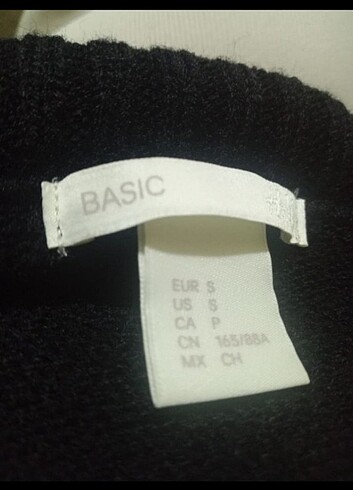 BASIC
EUR S
US S
CA P
CN 165/88A
MX CH